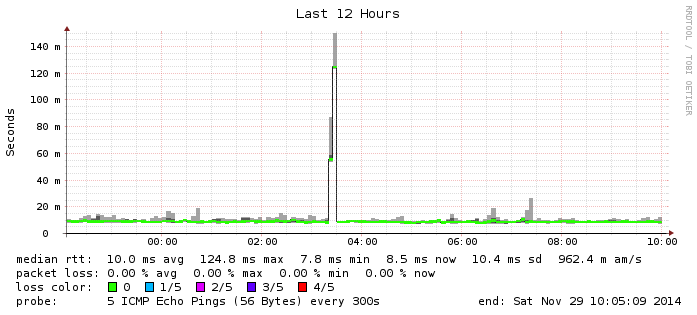 Last 12 Hours
RRDTOOL / TOBI OETIKER
Seconds
140 m
120 m
100 m
80 m
60 m
40 m
20 m
0
00:00 02:00 04:00 06:00 08:00 10:00
median rtt: 10.0 ms avg 124.8 ms max 7.8 ms min 8.5 ms now 10.4 ms sd 962.4 m am/s
packet loss: 0.00 % avg 0.00 % max 0.00 % min 0.00 % now
loss color: 0 1/5 2/5 3/5 4/5
probe: 5 ICMP Echo Pings (56 Bytes) every 300s end: Sat Nov 29 10:05:09 2014